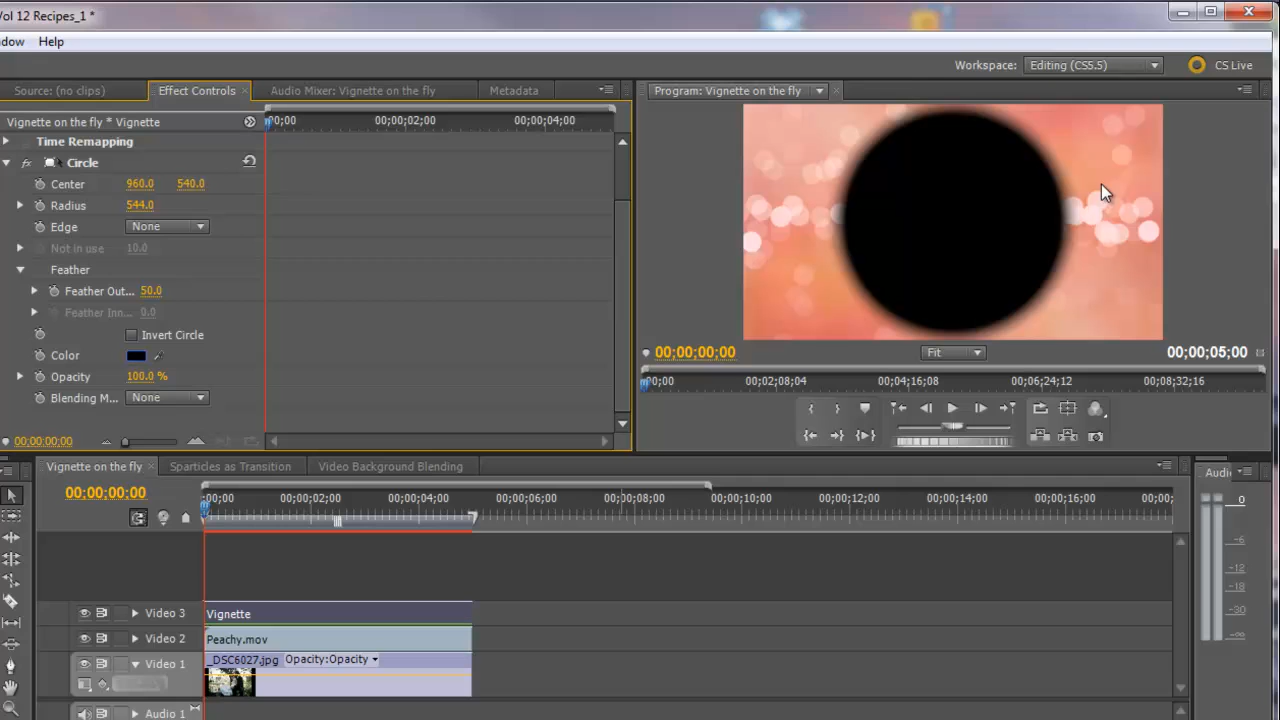 Vol 12 Recipes_1 *
dow Help
Workspace: Editing (CS5.5) CS Live
Source: (no clips) Effect Controls Audio Mixer: Vignette on the fly Metadata
Program: Vignette on the fly
Vignette on the fly * Vignette
;00;00 00;00;02;00 00;00;04;00
Time Remapping
fx Circle
Center 960.0 540.0
Radius 544.0
Edge None
Not in use 10.0
Feather
Feather Out... 50.0
Feather Inn... 0.0
Invert Circle
Color
Opacity 100.0 %
Blending M... None
00;00;00;00
00;00;00;00 Fit 00;00;05;00
;00;00 00;02;08;04 00;04;16;08 00;06;24;12 00;08;32;16
Vignette on the fly Sparticles as Transition Video Background Blending
00;00;00;00
;00;00 00;00;02;00 00;00;04;00 00;00;06;00 00;00;08;00 00;00;10;00 00;00;12;00 00;00;14;00 00;00;16;00 00;00;
Video 3 Vignette
Video 2 Peachy.mov
Video 1 _DSC6027.jpg Opacity:Opacity
Audio 1
Audio
0
-6
-12
-18
-30
-∞